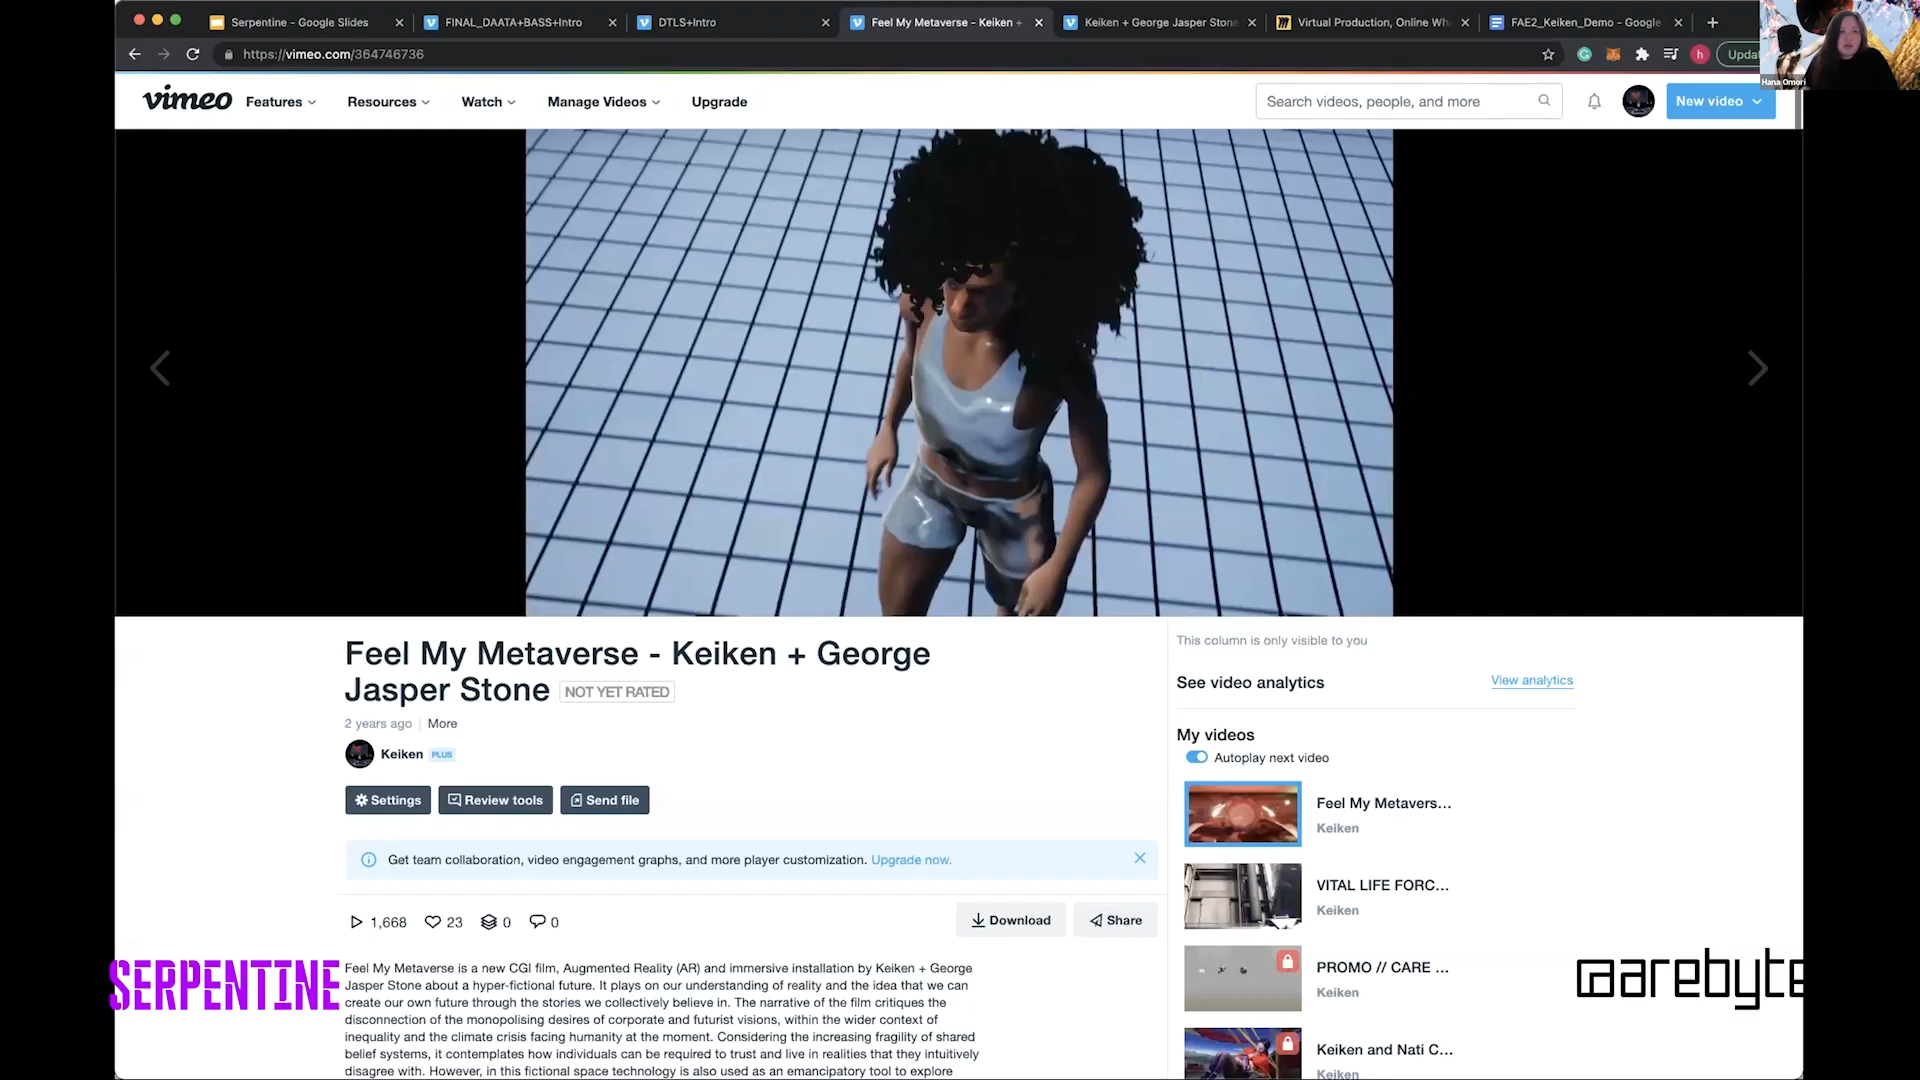 Serpentine - Google Slides
FINAL_DAATA+BASS+Intro
DTLS+Intro
Feel My Metaverse - Keiken +
Keiken + George Jasper Stone
Virtual Production, Online Wh
FAE2_Keiken_Demo - Google
https://vimeo.com/364746736
h
Updat
Hana Omori
vimeo
Features
Resources
Watch
Manage Videos
Upgrade
Search videos, people, and more
New video
Feel My Metaverse - Keiken + George
Jasper Stone NOT YET RATED
2 years ago | More
Keiken PLUS
Settings
Review tools
Send file
Get team collaboration, video engagement graphs, and more player customization. Upgrade now.
1,668
23
0
0
Download
Share
Feel My Metaverse is a new CGI film, Augmented Reality (AR) and immersive installation by Keiken + George
Jasper Stone about a hyper-fictional future. It plays on our understanding of reality and the idea that we can
create our own future through the stories we collectively believe in. The narrative of the film critiques the
disconnection of the monopolising desires of corporate and futurist visions, within the wider context of
inequality and the climate crisis facing humanity at the moment. Considering the increasing fragility of shared
belief systems, it contemplates how individuals can be required to trust and live in realities that they intuitively
disagree with. However, in this fictional space technology is also used as an emancipatory tool to explore
This column is only visible to you
See video analytics
View analytics
My videos
Autoplay next video
Feel My Metavers...
Keiken
VITAL LIFE FORC...
Keiken
PROMO // CARE ...
Keiken
Keiken and Nati C...
Keiken
SERPENTINE
@arebyte